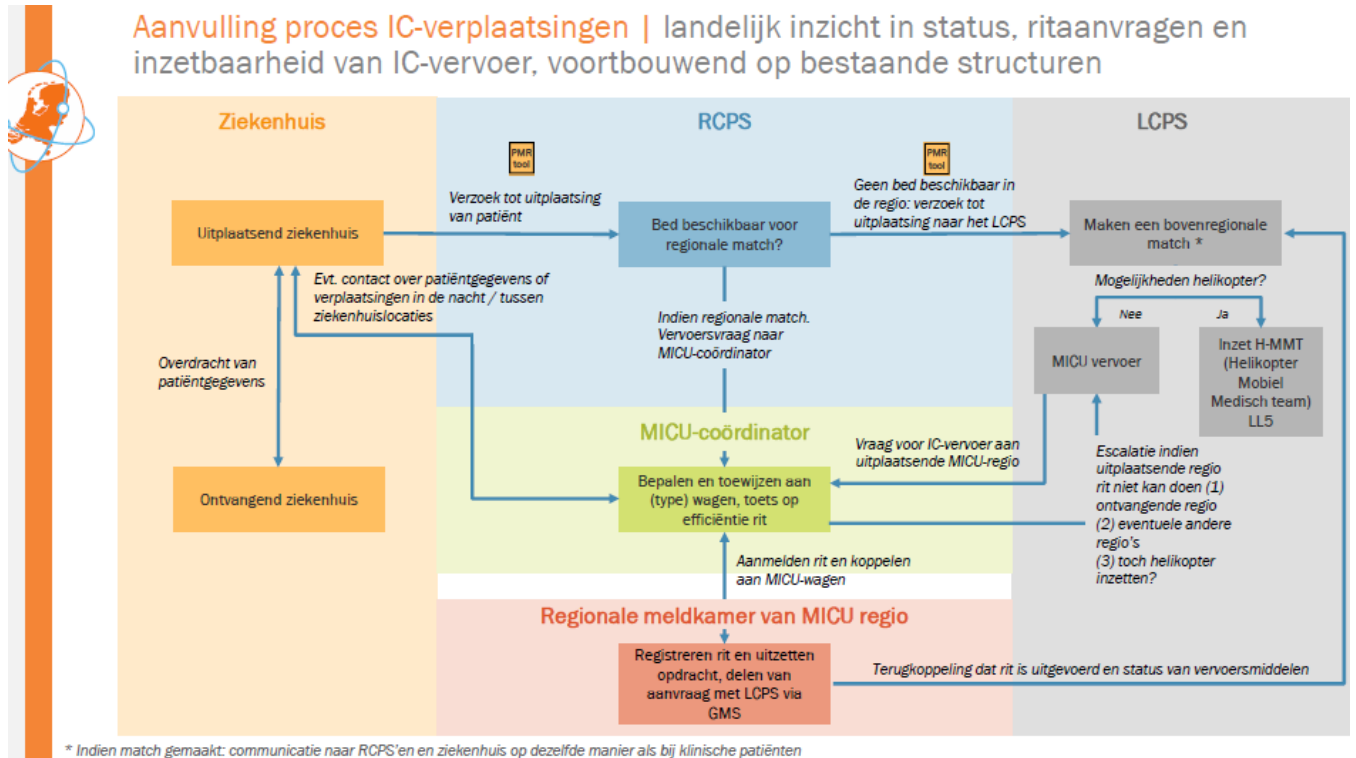 Aanvulling proces IC-verplaatsingen | landelijk inzicht in status, ritaanvragen en
inzetbaarheid van IC-vervoer, voortbouwend op bestaande structuren
Ziekenhuis
RCPS
LCPS
PMR
tool
PMR
tool
Verzoek tot uitplaatsing
van patiënt
Geen bed beschikbaar in
de regio: verzoek tot
uitplaatsing naar het LCPS
Uitplaatsend ziekenhuis
Bed beschikbaar voor
regionale match?
Maken een bovenregionale
match *
Evt. contact over patiëntgegevens of
verplaatsingen in de nacht / tussen
ziekenhuislocaties
Mogelijkheden helikopter?
Nee
Ja
Indien regionale match.
Vervoersvraag naar
MICU-coördinator
MICU vervoer
Inzet H-MMT
(Helikopter
Mobiel
Medisch team)
LL5
Overdracht van
patiëntgegevens
MICU-coördinator
Vraag voor IC-vervoer aan
uitplaatsende MICU-regio
Escalatie indien
uitplaatsende regio
rit niet kan doen (1)
ontvangende regio
(2) eventuele andere
regio's
(3) toch helikopter
inzetten?
Ontvangend ziekenhuis
Bepalen en toewijzen aan
(type) wagen, toets op
efficiëntie rit
Aanmelden rit en koppelen
aan MICU-wagen
Regionale meldkamer van MICU regio
Registreren rit en uitzetten
opdracht, delen van
aanvraag met LCPS via
GMS
Terugkoppeling dat rit is uitgevoerd en status van vervoersmiddelen
* Indien match gemaakt: communicatie naar RCPS'en en ziekenhuis op dezelfde manier als bij klinische patiënten